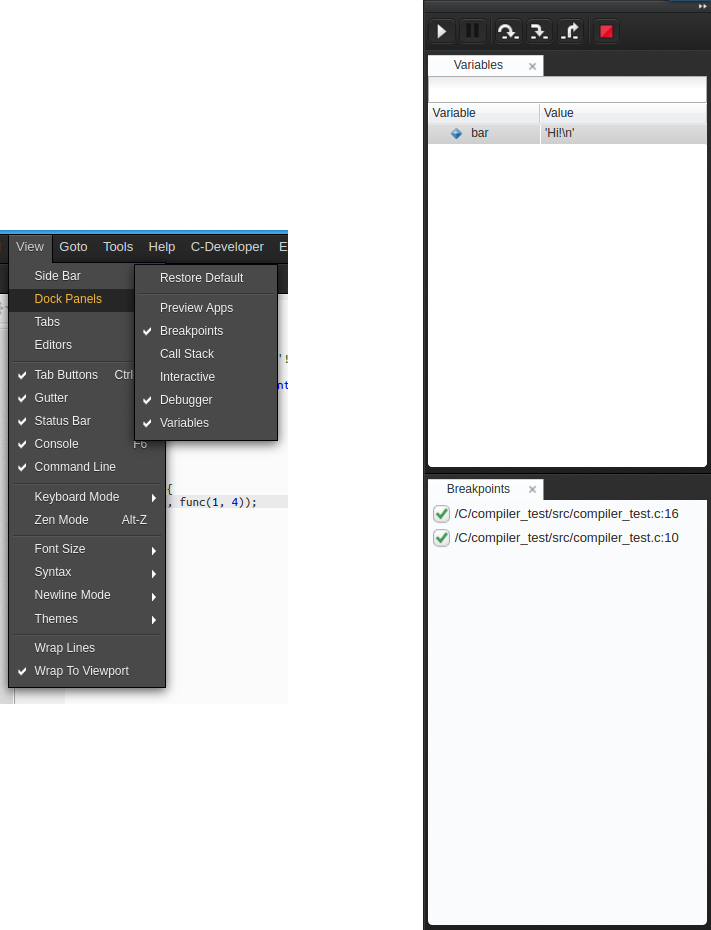 View Goto Tools Help C-Developer E
Side Bar
Dock Panels
Tabs
Editors
Tab Buttons Ctrl
Gutter
Status Bar
Console F6
Command Line
Keyboard Mode
Zen Mode Alt-Z
Font Size
Syntax
Newline Mode
Themes
Wrap Lines
Wrap To Viewport
Restore Default
Preview Apps
Breakpoints
Call Stack
Interactive
Debugger
Variables
'!
nt
{
, func(1, 4));
Variables
Variable Value
bar 'Hi!\n'
Breakpoints
/C/compiler_test/src/compiler_test.c:16
/C/compiler_test/src/compiler_test.c:10